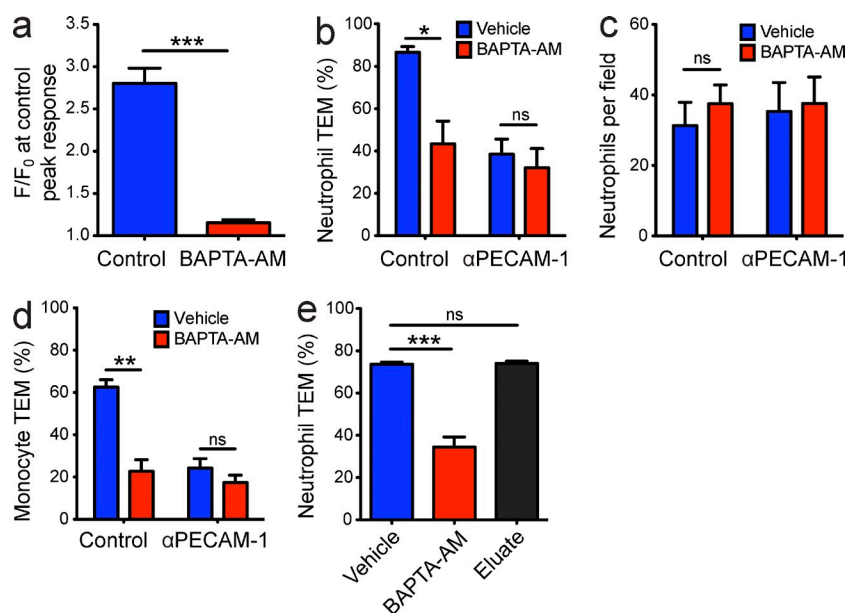 a
F/F0 at control
peak response
3.0
2.5
2.0
1.5
1.0
***
Control BAPTA-AM
b
Neutrophil TEM (%)
100
80
60
40
20
0
Vehicle
BAPTA-AM
*
ns
Control αPECAM-1
c
Neutrophils per field
60
40
20
0
Vehicle
BAPTA-AM
ns
ns
Control αPECAM-1
d
Monocyte TEM (%)
100
80
60
40
20
0
Vehicle
BAPTA-AM
**
ns
Control αPECAM-1
e
Neutrophil TEM (%)
100
80
60
40
20
0
ns
***
Vehicle
BAPTA-AM
Eluate